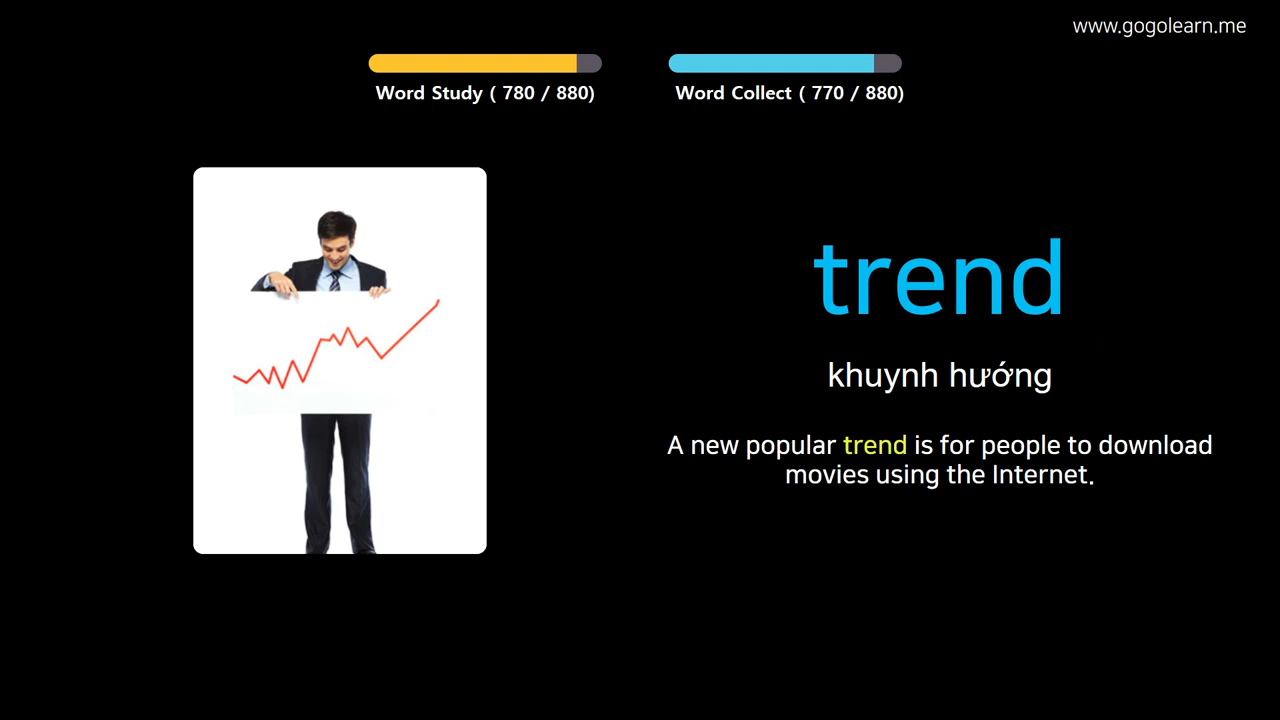 www.gogolearn.me
Word Study ( 780 / 880)
Word Collect ( 770 / 880)
trend
khuynh hướng
A new popular trend is for people to download
movies using the Internet.